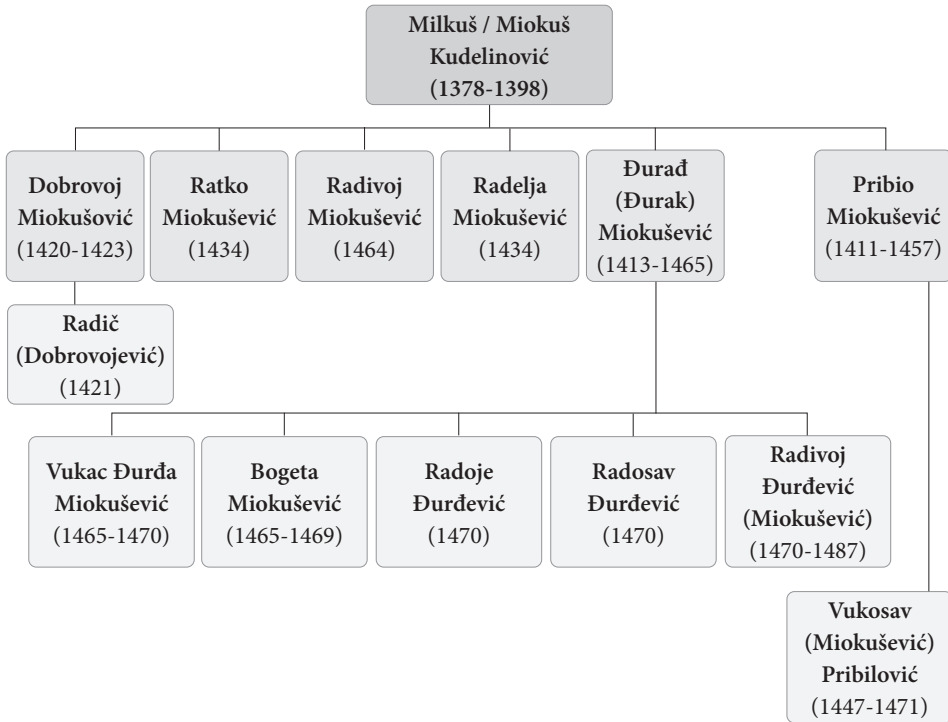 Milkuš / Miokuš
Kudelinović
(1378-1398)
Dobrovoj
Miokušović
(1420-1423)
Ratko
Miokušević
(1434)
Radivoj
Miokušević
(1464)
Radelja
Miokušević
(1434)
Đurađ
(Đurak)
Miokušević
(1413-1465)
Pribio
Miokušević
(1411-1457)
Radič
(Dobrovojević)
(1421)
Vukac Đurđa
Miokušević
(1465-1470)
Bogeta
Miokušević
(1465-1469)
Radoje
Đurđević
(1470)
Radosav
Đurđević
(1470)
Radivoj
Đurđević
(Miokušević)
(1470-1487)
Vukosav
(Miokušević)
Pribilović
(1447-1471)